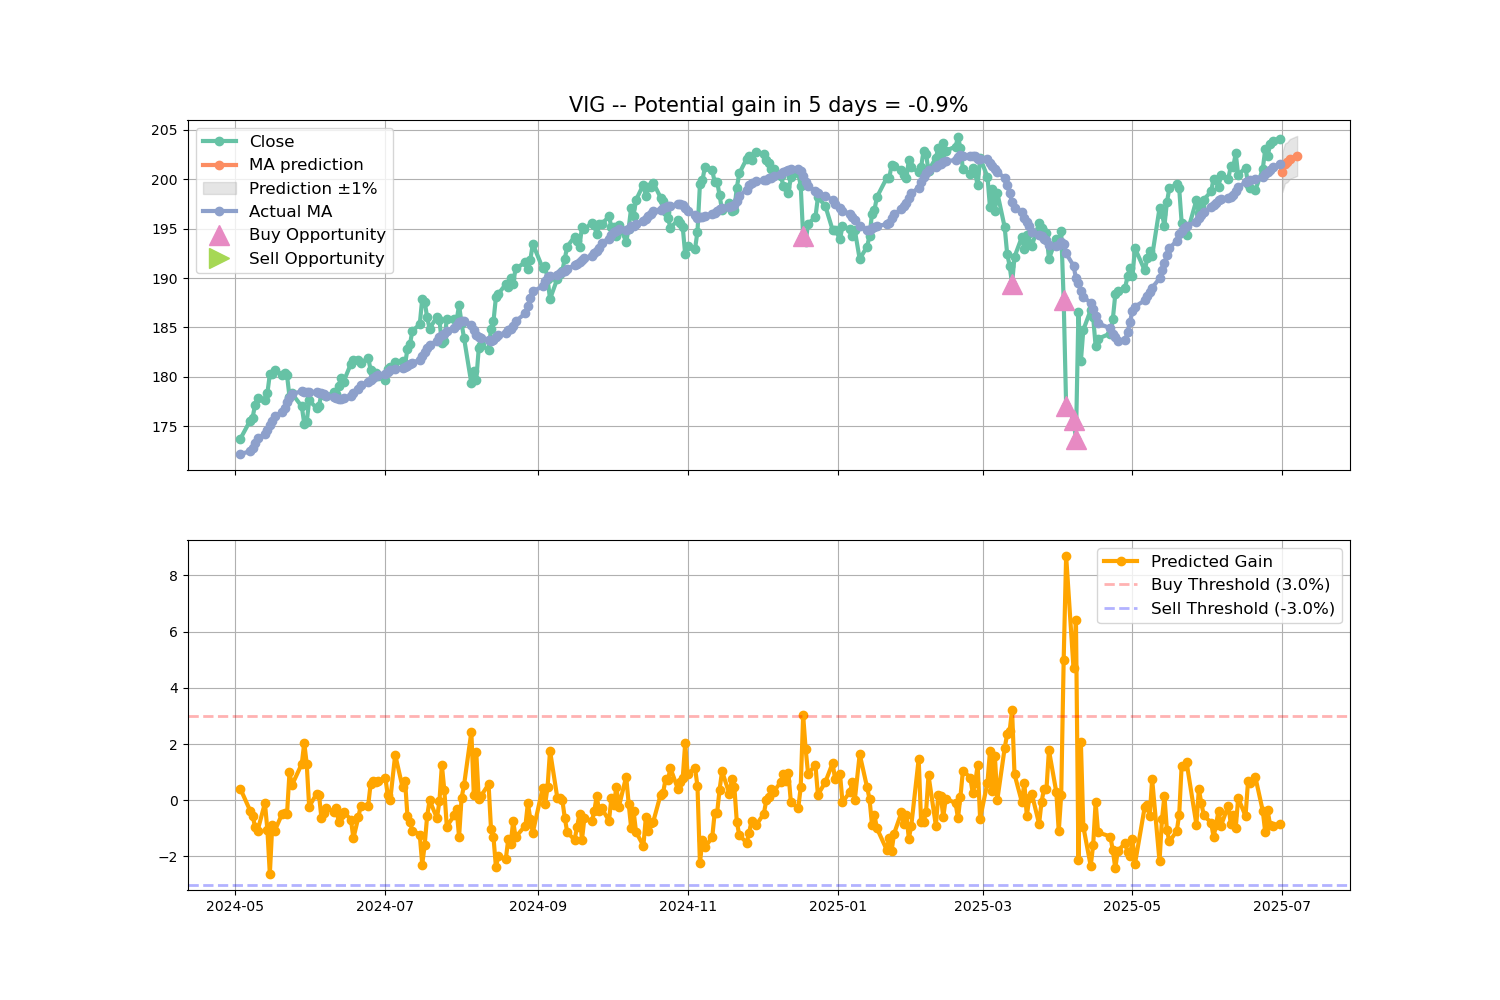 VIG -- Potential gain in 5 days = -0.9%
205
200
195
190
185
180
175
Close
MA prediction
Prediction ±1%
Actual MA
Buy Opportunity
Sell Opportunity
8
6
4
2
0
−2
Predicted Gain
Buy Threshold (3.0%)
Sell Threshold (-3.0%)
2024-05
2024-07
2024-09
2024-11
2025-01
2025-03
2025-05
2025-07